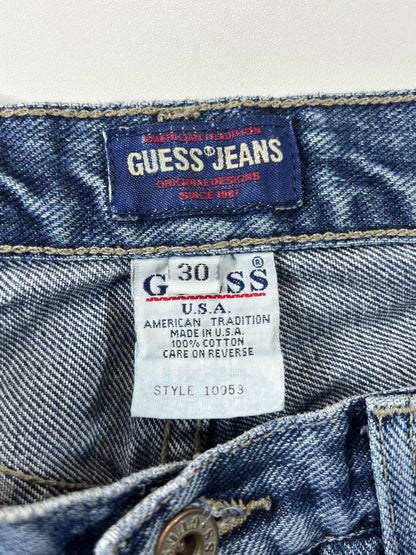 AMERICAN TRADITION
GUESS® JEANS
ORIGINAL DESIGNS
SINCE 1981
30
G SS®
U.S.A.
AMERICAN TRADITION
MADE IN U.S.A.
100% COTTON
CARE ON REVERSE
STYLE 10053